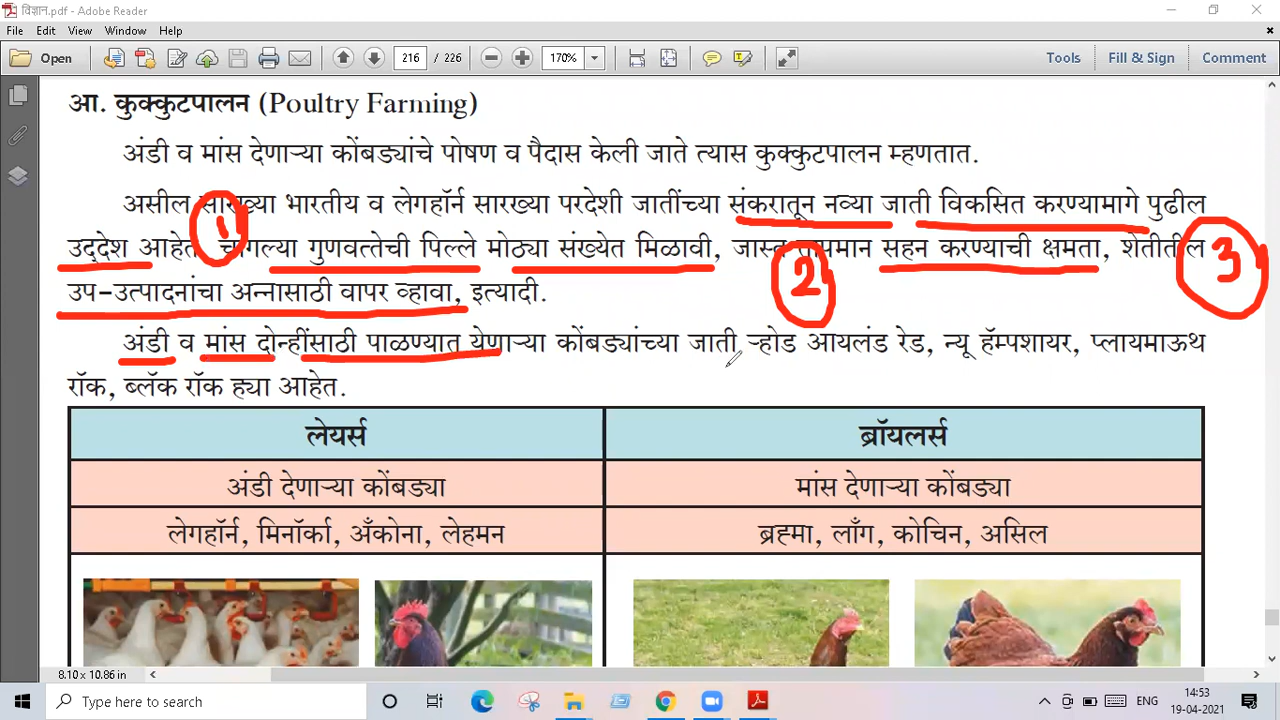 विज्ञान.pdf - Adobe Reader
File Edit View Window Help
Open 216 / 226 170% Tools Fill & Sign Comment
आ. कुक्कुटपालन (Poultry Farming)
अंडी व मांस देणाऱ्या कोंबड्यांचे पोषण व पैदास केली जाते त्यास कुक्कुटपालन म्हणतात.
असील सारख्या भारतीय व लेगहॉर्न सारख्या परदेशी जातींच्या संकरातून नव्या जाती विकसित करण्यामागे पुढील
1
उद्देश आहेत. चांगल्या गुणवत्तेची पिल्ले मोठ्या संख्येत मिळावी, जास्त तापमान सहन करण्याची क्षमता, शेतीतील
2
3
उप-उत्पादनांचा अन्नासाठी वापर व्हावा, इत्यादी.
अंडी व मांस दोन्हींसाठी पाळण्यात येणाऱ्या कोंबड्यांच्या जाती ऱ्होड आयलंड रेड, न्यू हॅम्पशायर, प्लायमाऊथ
रॉक, ब्लॅक रॉक ह्या आहेत.
लेयर्स ब्रॉयलर्स
अंडी देणाऱ्या कोंबड्या मांस देणाऱ्या कोंबड्या
लेगहॉर्न, मिनॉर्का, अँकोना, लेहमन ब्रह्मा, लाँग, कोचिन, असिल
8.10 x 10.86 in
Type here to search ENG 14:53
19-04-2021